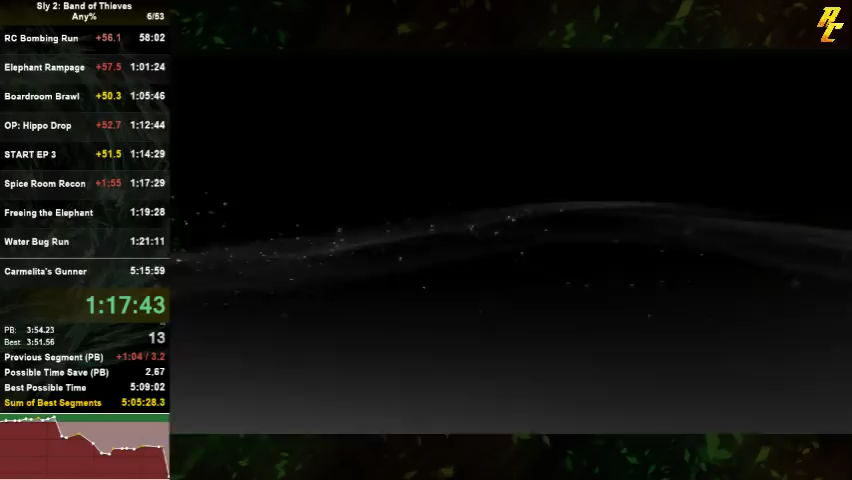 Sly 2: Band of Thieves
Any% 6/53
RC Bombing Run +56.1 58:02
Elephant Rampage +57.5 1:01:24
Boardroom Brawl +50.3 1:05:46
OP: Hippo Drop +52.7 1:12:44
START EP 3 +51.5 1:14:29
Spice Room Recon +1:55 1:17:29
Freeing the Elephant 1:19:28
Water Bug Run 1:21:11
Carmelita's Gunner 5:15:59
1:17:43
PB: 3:54.23
Best: 3:51.56
13
Previous Segment (PB) +1:04 / 3.2
Possible Time Save (PB) 2.67
Best Possible Time 5:09:02
Sum of Best Segments 5:05:28.3